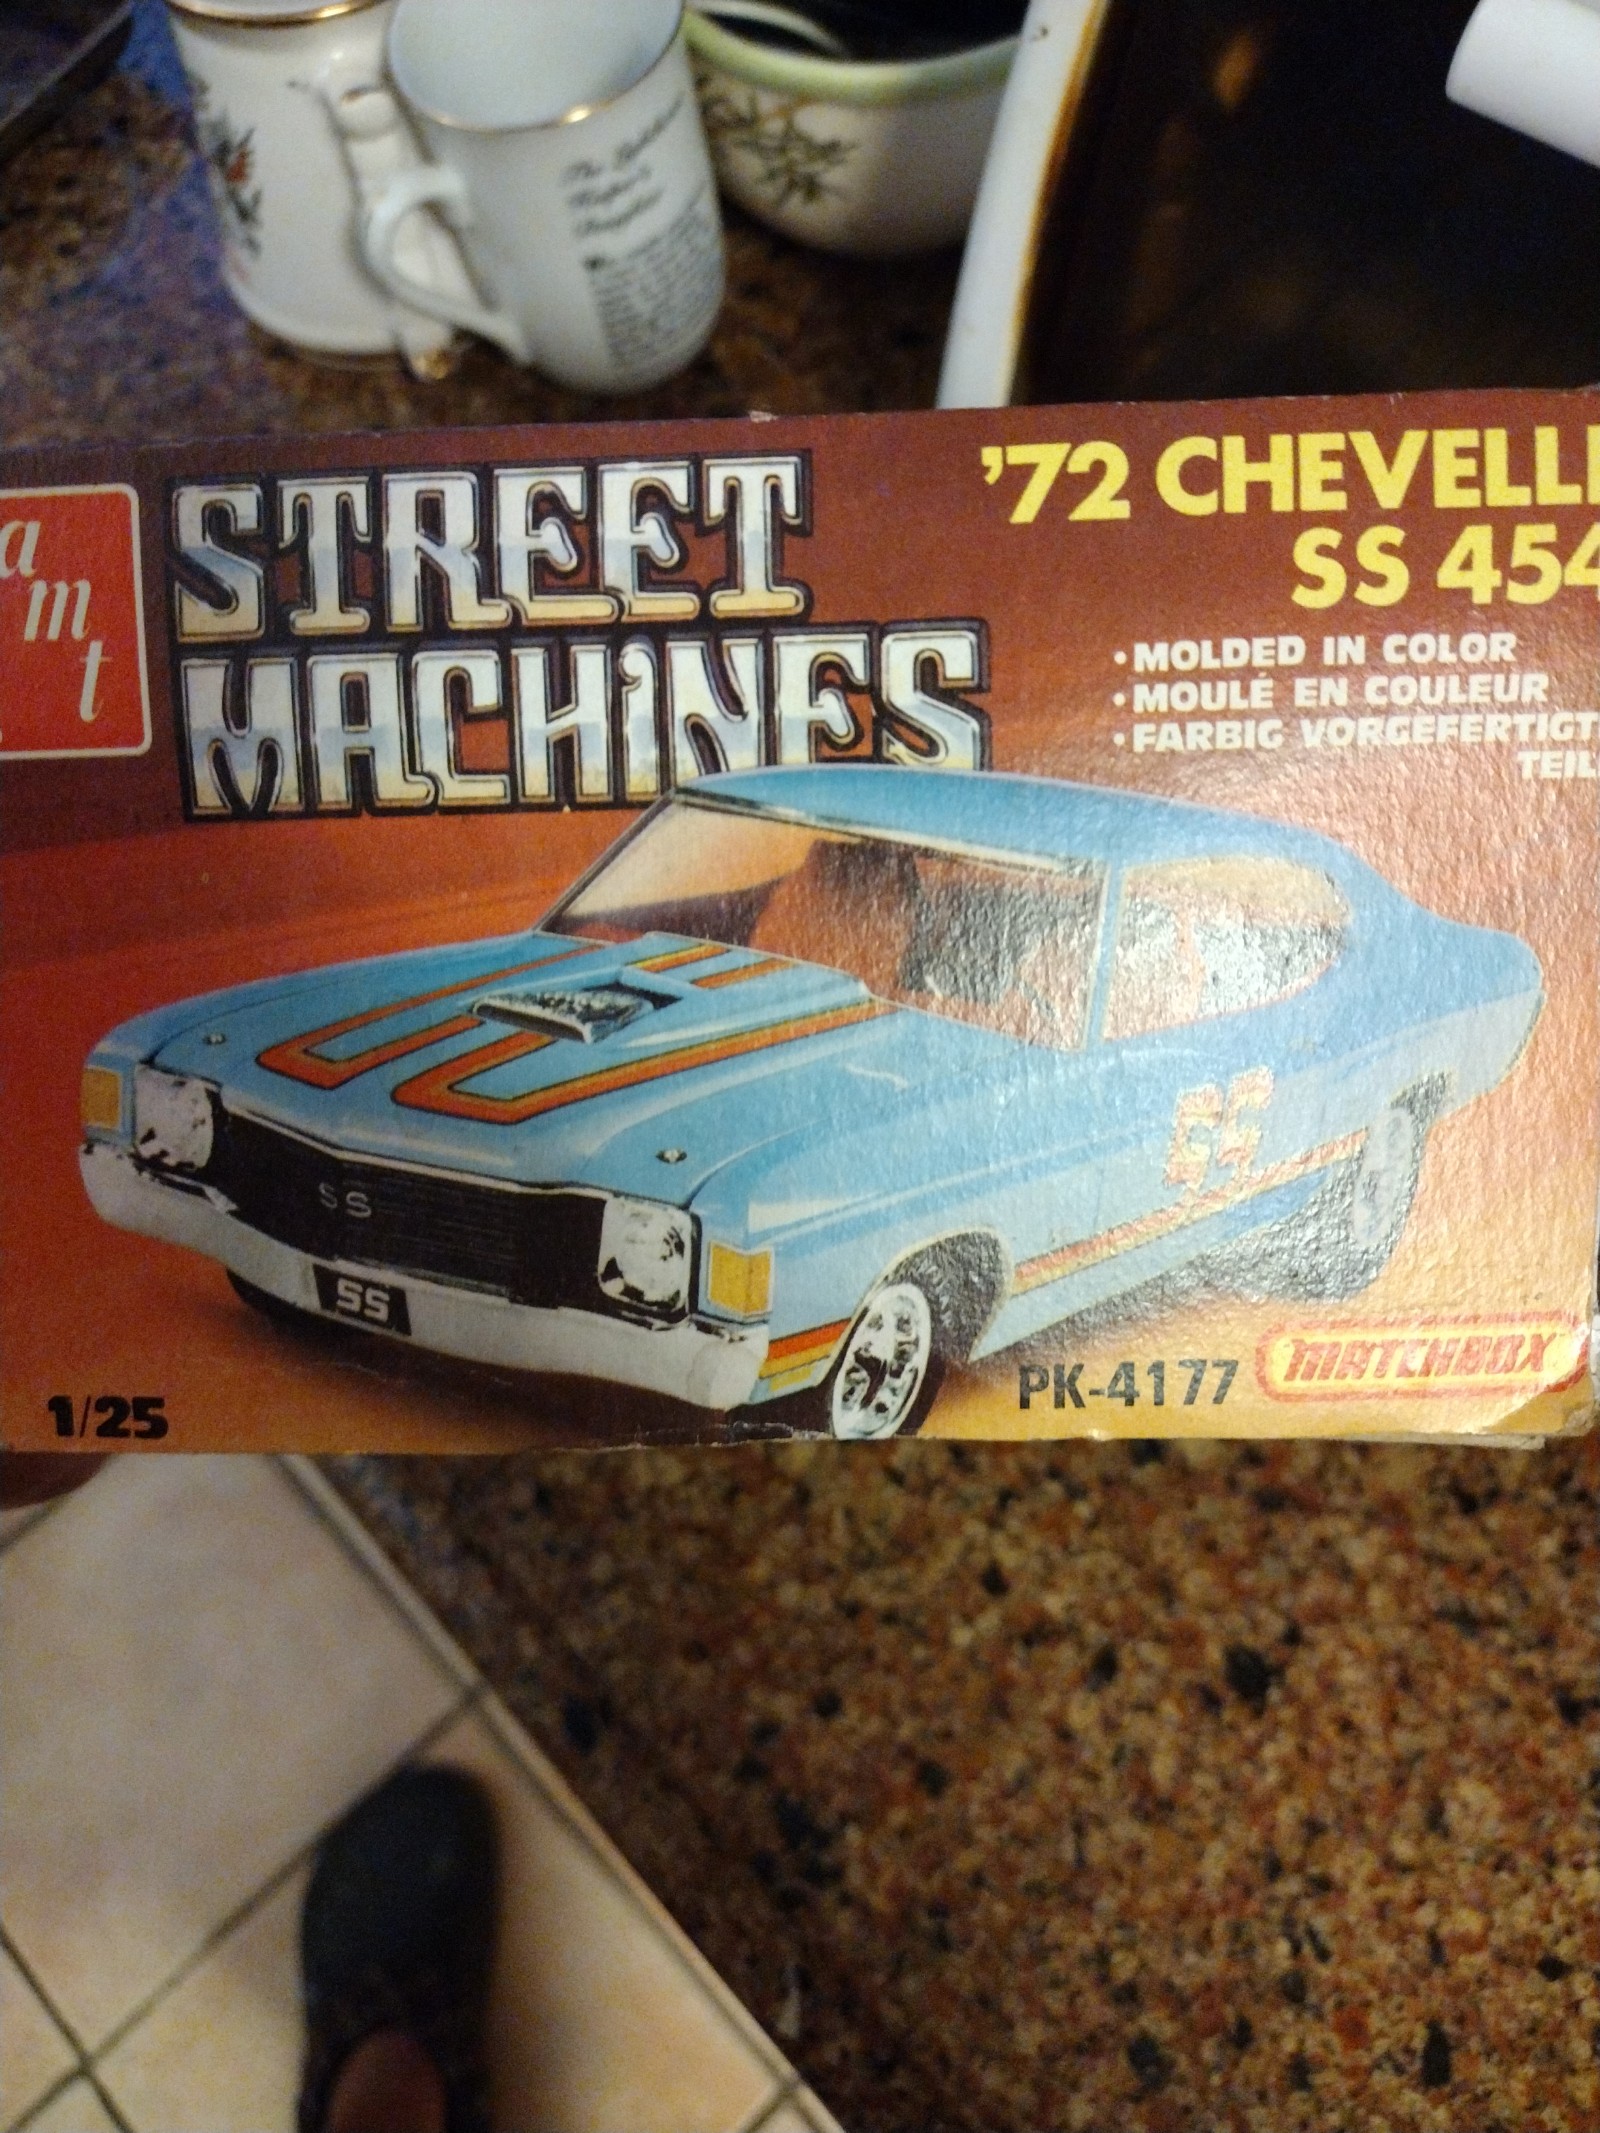 a
m
t
STREET
MACHINES
'72 CHEVELL
SS 454
•MOLDED IN COLOR
•MOULÉ EN COULEUR
•FARBIG VORGEFERTIGT
TEIL
SS
SS
SS
1/25
PK-4177
MATCHBOX